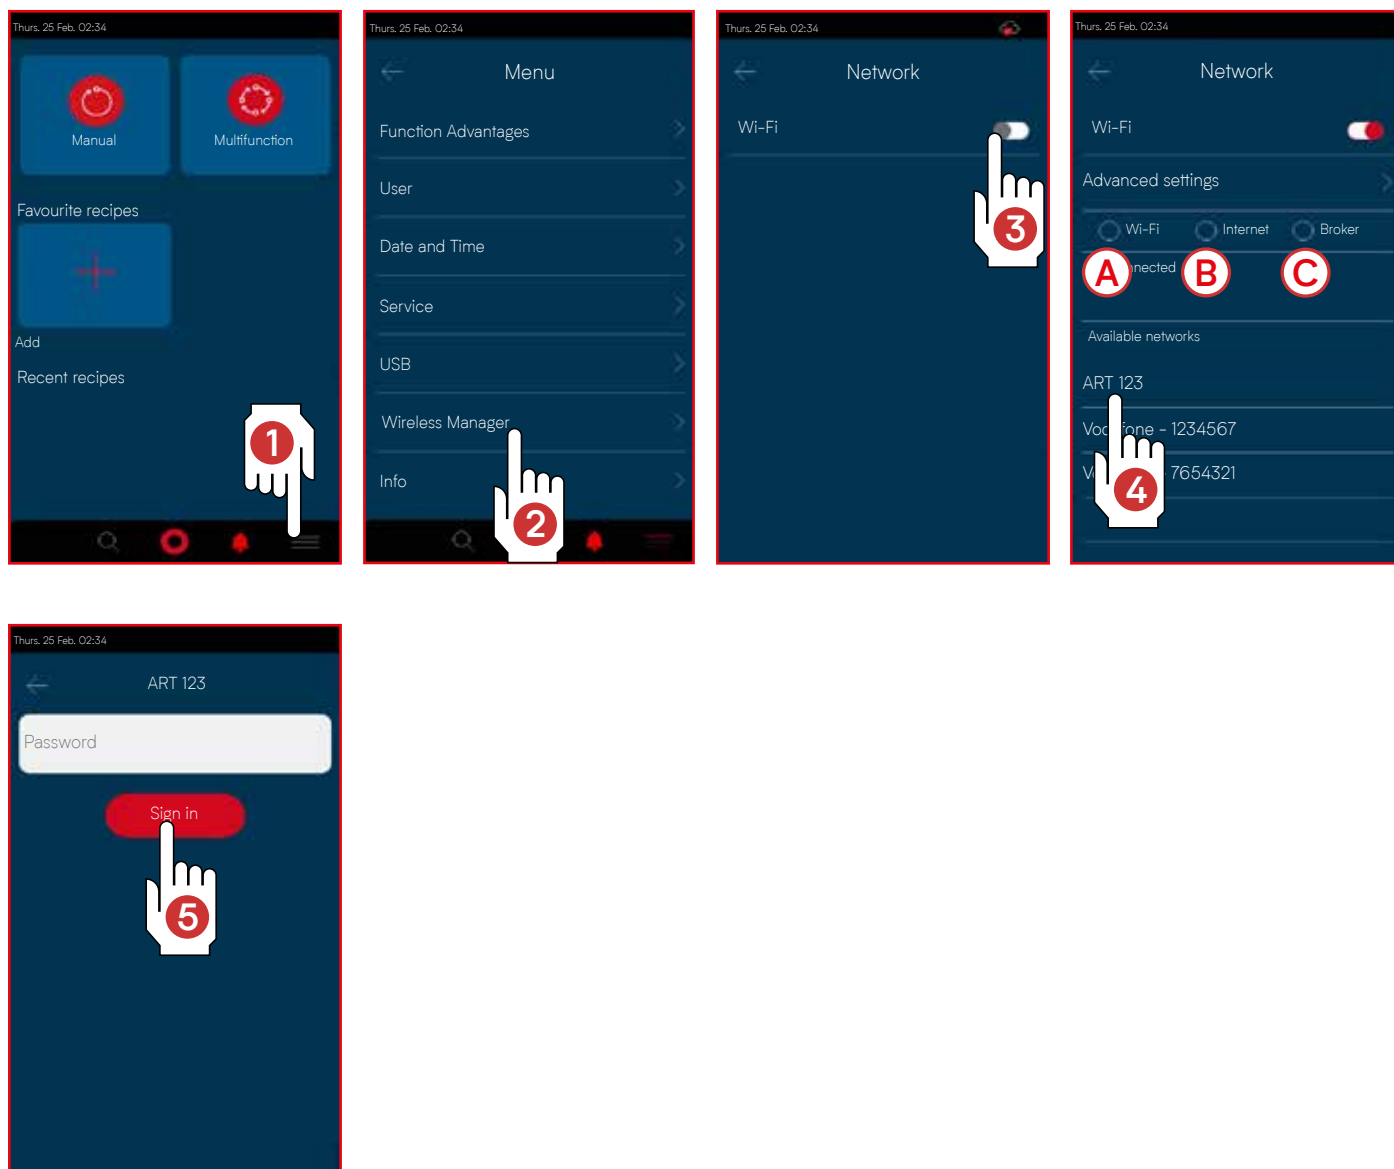 Thurs. 25 Feb. 02:34
Manual
Multifunction
Favourite recipes
Add
Recent recipes
1
Thurs. 25 Feb. 02:34
Menu
Function Advantages
User
Date and Time
Service
USB
Wireless Manager
Info
2
Thurs. 25 Feb. 02:34
Network
Wi-Fi
3
Thurs. 25 Feb. 02:34
Network
Wi-Fi
Advanced settings
Wi-Fi Internet Broker
A nnected B C
Available networks
ART 123
Vodafone - 1234567
7654321
4
Thurs. 25 Feb. 02:34
ART 123
Password
Sign in
5